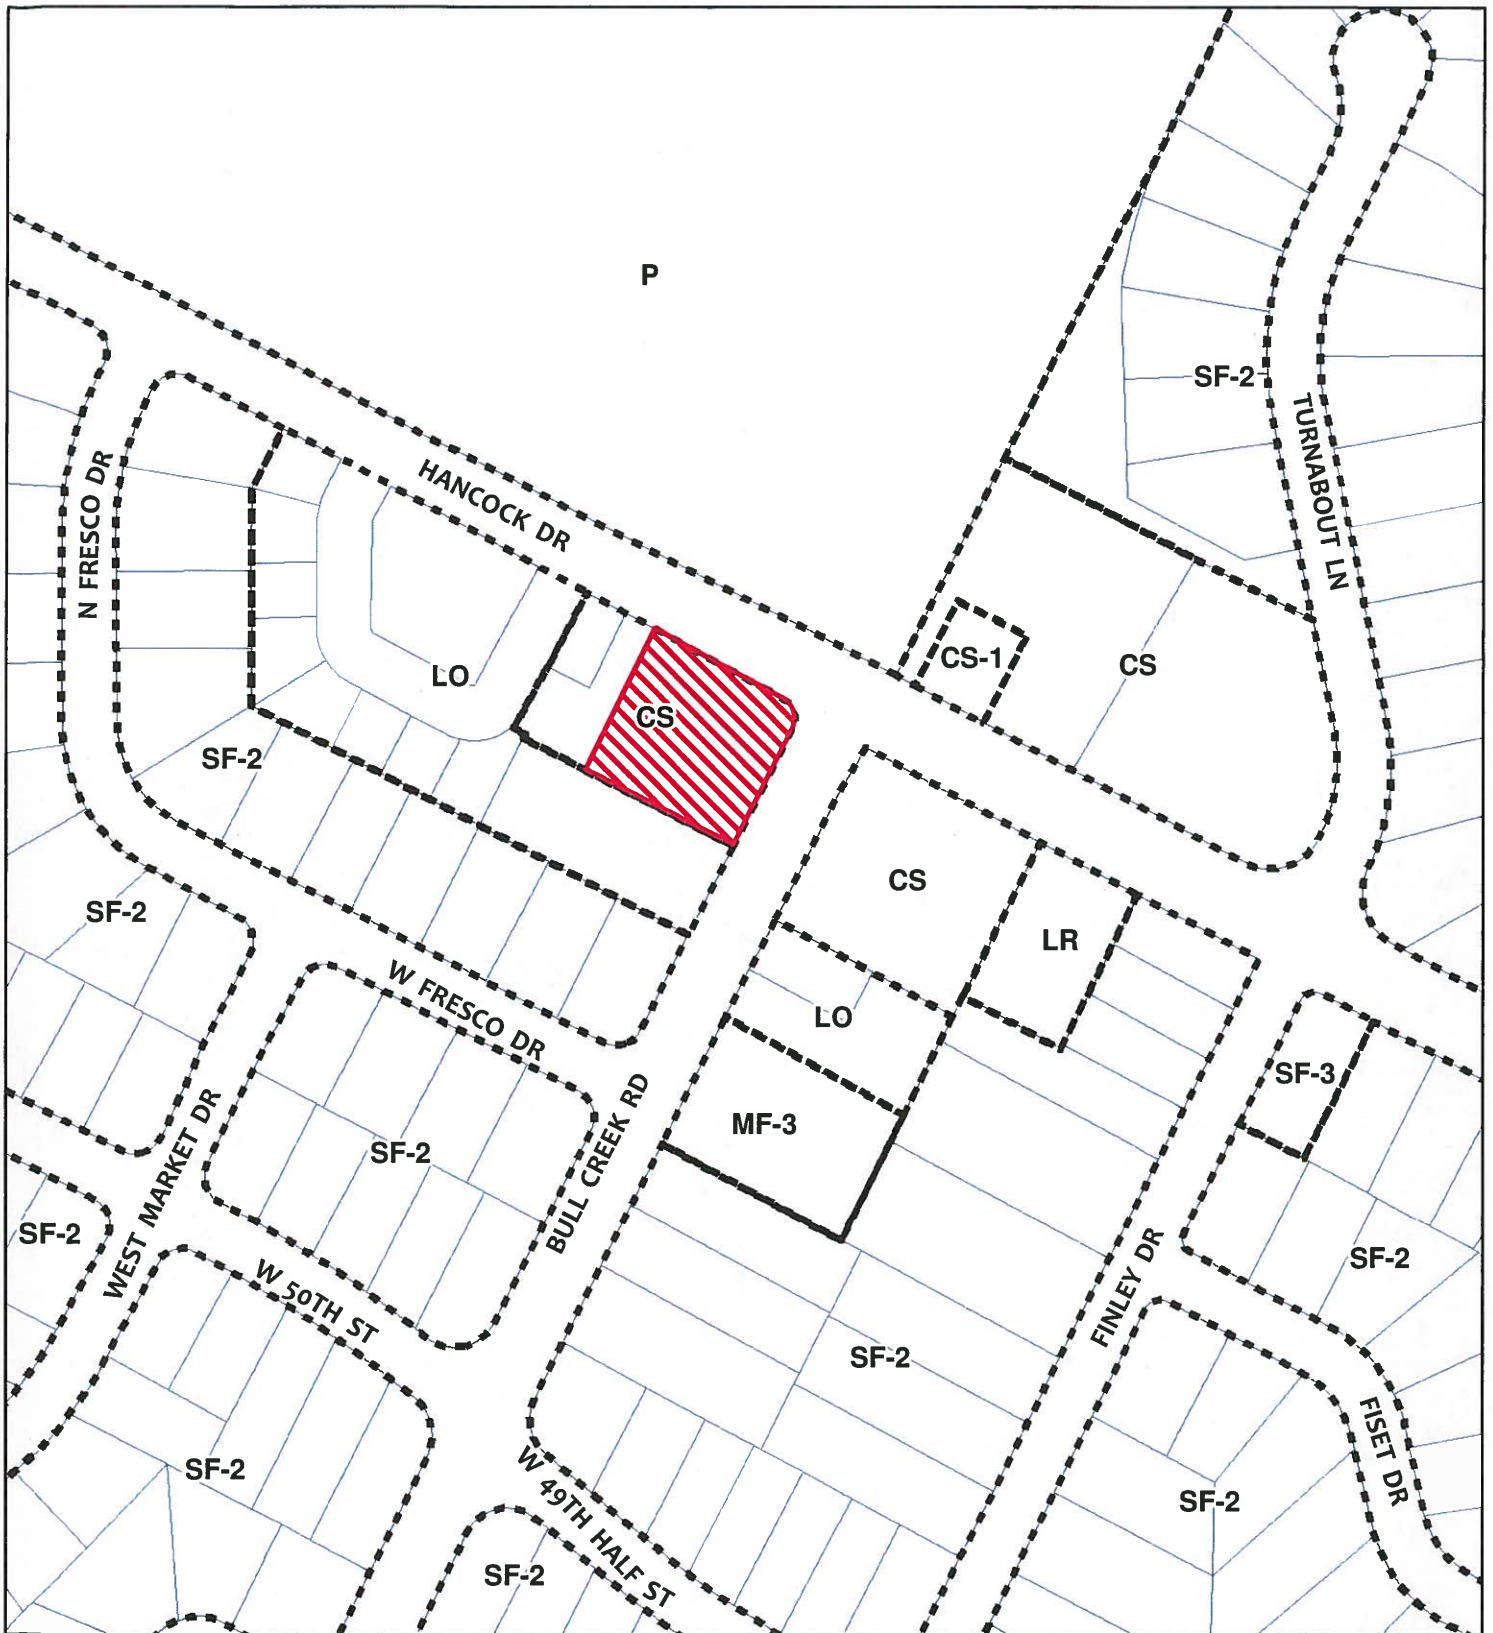 P
SF-2
TURNABOUT LN
HANCOCK DR
N FRESCO DR
CS-1
CS
LO
CS
SF-2
CS
LR
SF-2
W FRESCO DR
LO
SF-3
MF-3
BULL CREEK RD
SF-2
WEST MARKET DR
SF-2
SF-2
FINLEY DR
W 50TH ST
SF-2
FISET DR
SF-2
SF-2
W 49TH HALF ST
SF-2